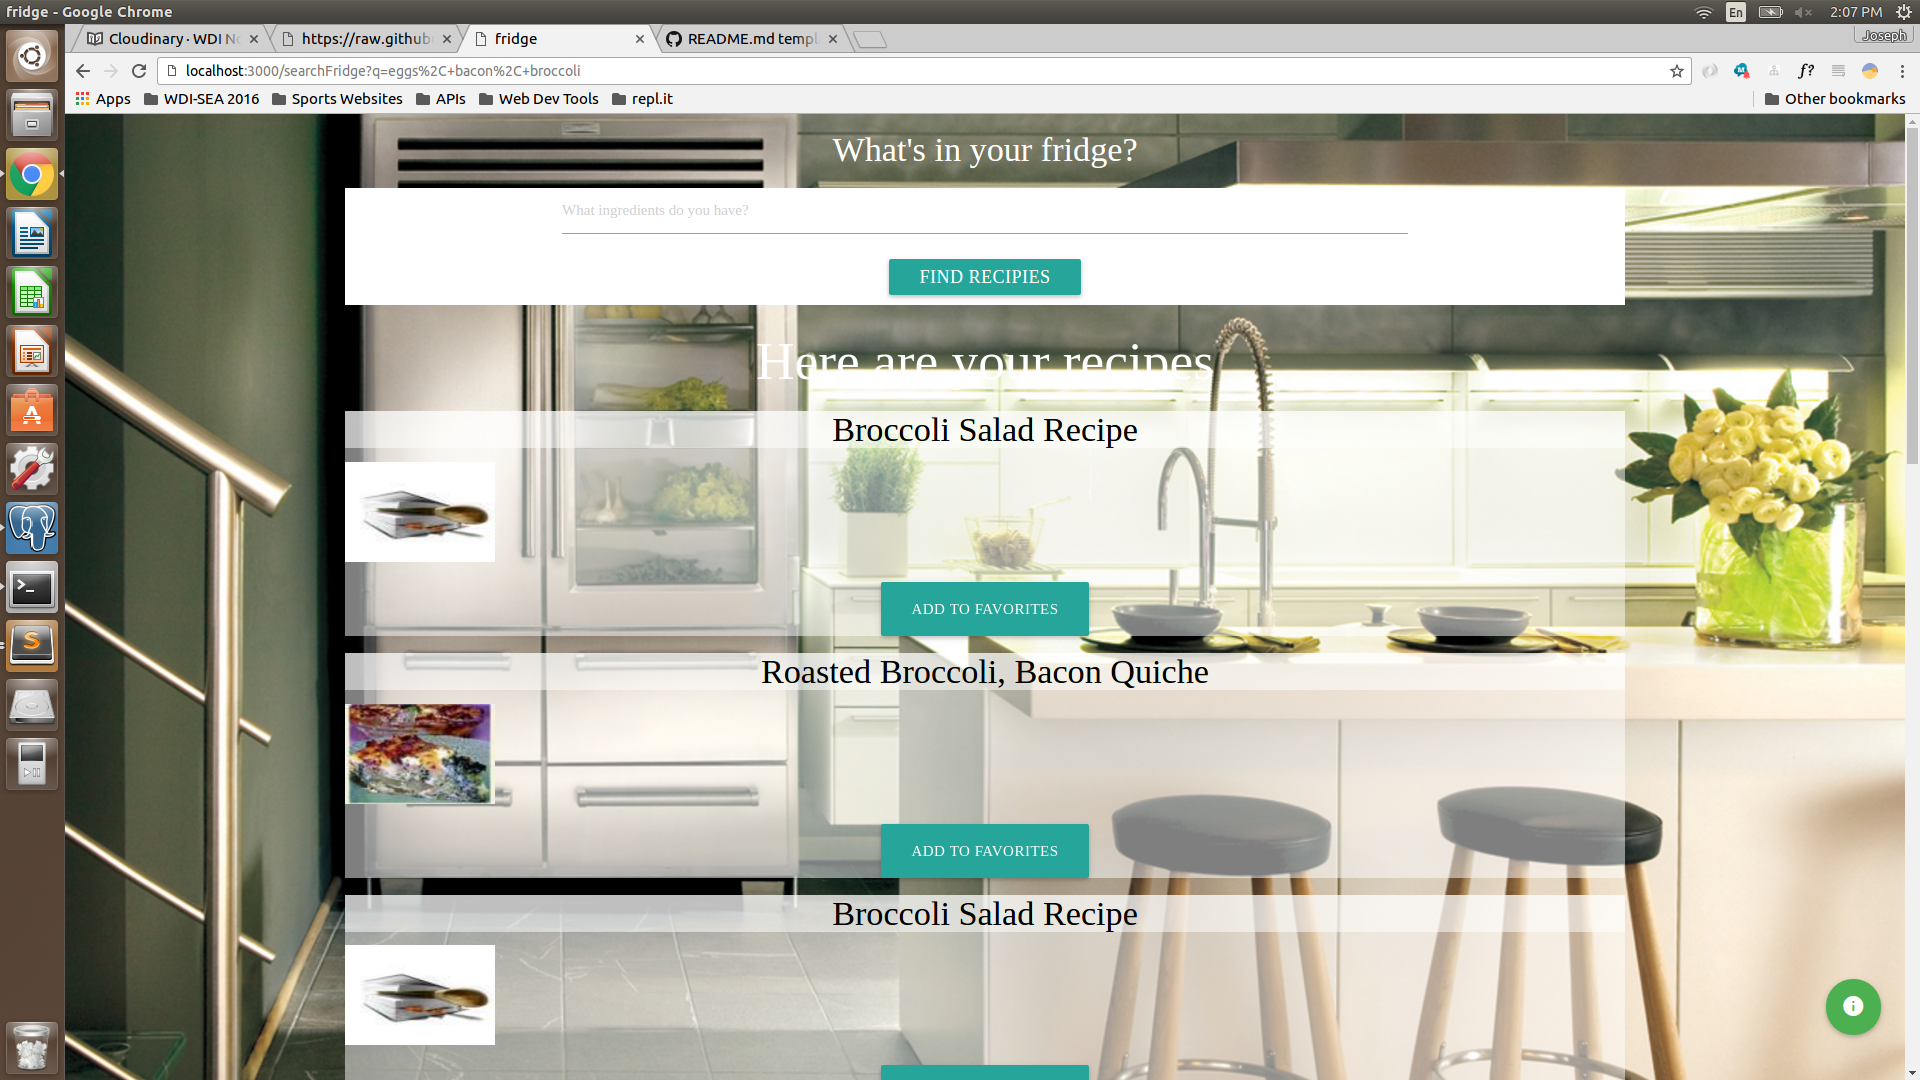 fridge - Google Chrome
En
2:07 PM
Cloudinary · WDI N
https://raw.github
fridge
README.md templ
Joseph
localhost:3000/searchFridge?q=eggs%2C+bacon%2C+broccoli
f?
Apps
WDI-SEA 2016
Sports Websites
APIs
Web Dev Tools
repl.it
Other bookmarks
What's in your fridge?
What ingredients do you have?
FIND RECIPIES
Here are your recipes
Broccoli Salad Recipe
ADD TO FAVORITES
Roasted Broccoli, Bacon Quiche
ADD TO FAVORITES
Broccoli Salad Recipe